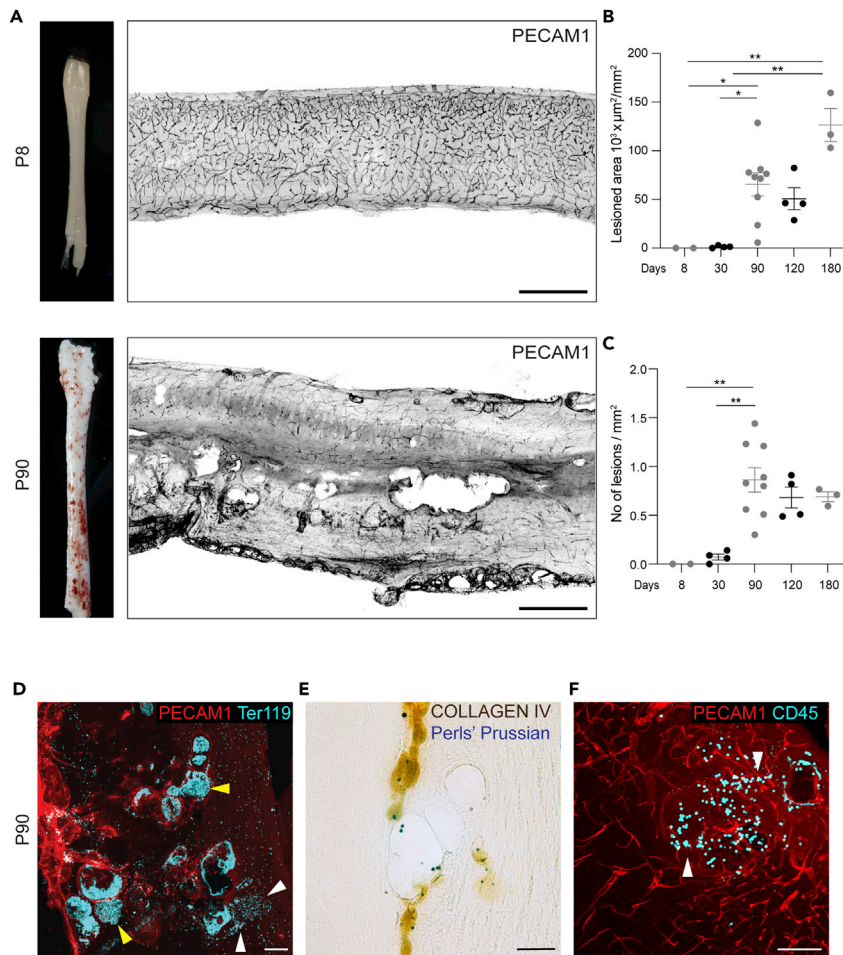 A
P8
PECAM1
P90
PECAM1
B
Lesioned area 10³ x µm²/mm²
200
150
100
50
0
**
**
*
*
Days 8 30 90 120 180
C
No of lesions / mm²
2.0
1.5
1.0
0.5
0.0
**
**
Days 8 30 90 120 180
P90
D
PECAM1 Ter119
E
COLLAGEN IV
Perls' Prussian
F
PECAM1 CD45